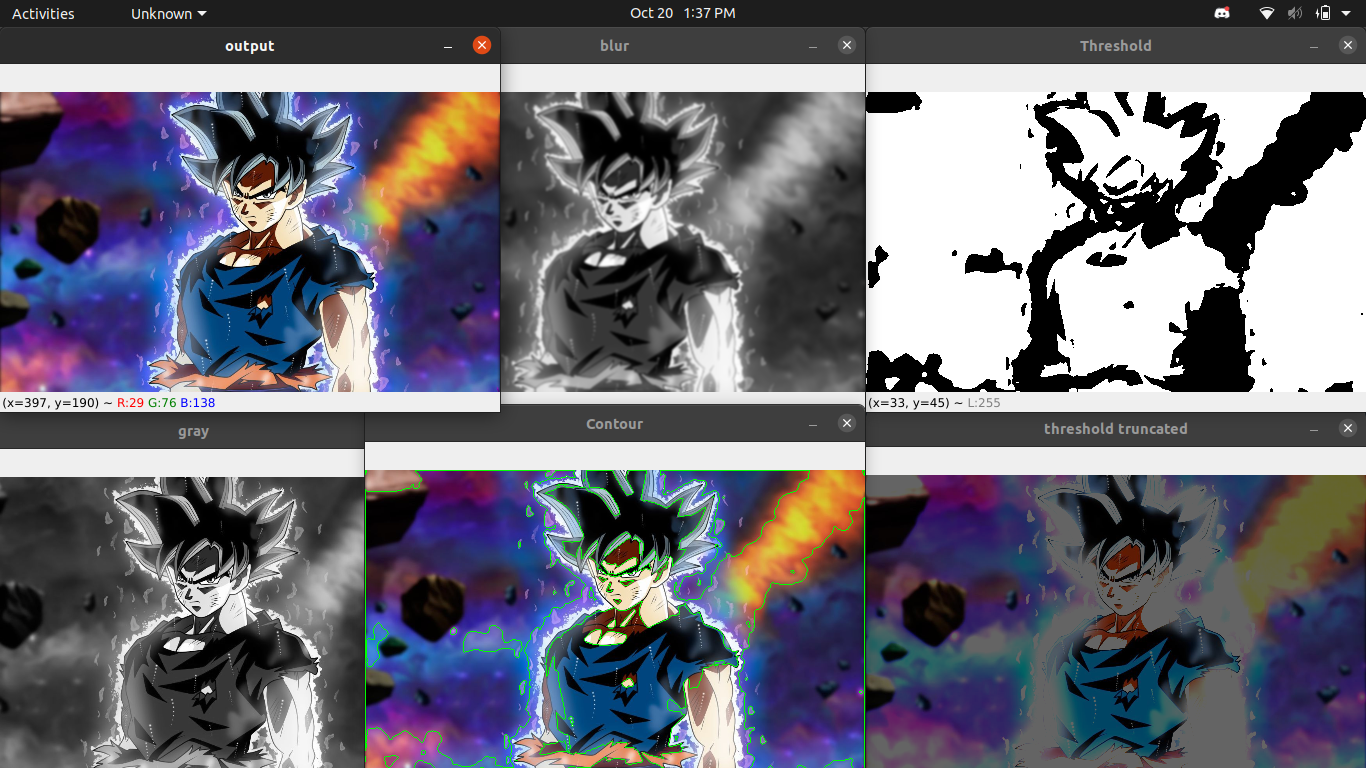 Activities
Unknown
Oct 20 1:37 PM
output
blur
Threshold
(x=397, y=190) ~ R:29 G:76 B:138
(x=33, y=45) ~ L:255
gray
Contour
threshold truncated